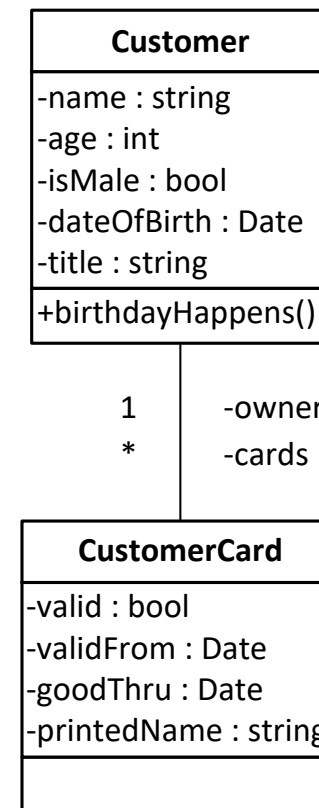 Customer
-name : string
-age : int
-isMale : bool
-dateOfBirth : Date
-title : string
+birthdayHappens()
1 -owner
* -cards
CustomerCard
-valid : bool
-validFrom : Date
-goodThru : Date
-printedName : string